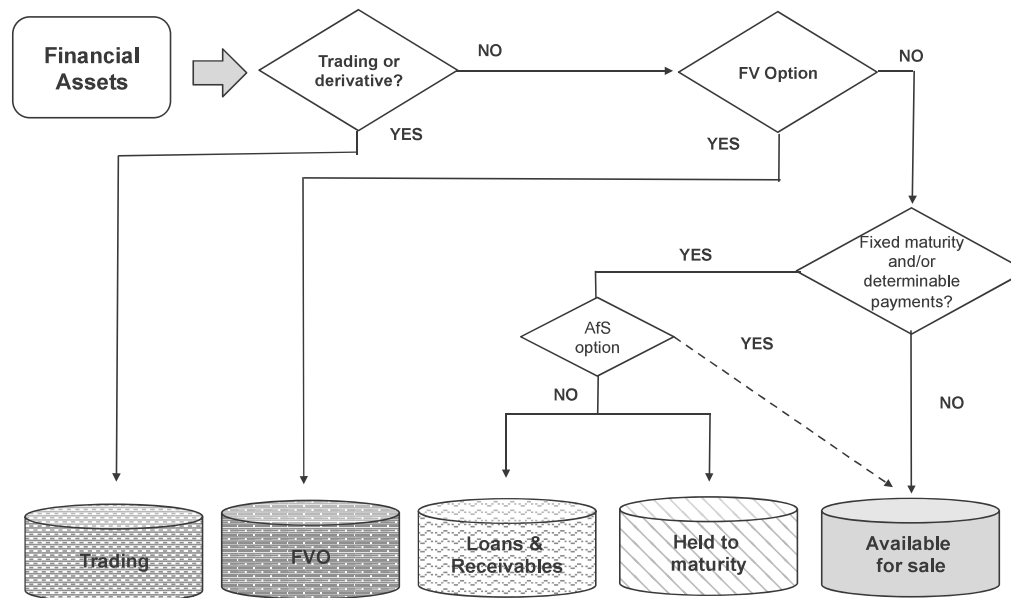 Financial
Assets
Trading or
derivative?
NO
FV Option
NO
YES
YES
Fixed maturity
and/or
determinable
payments?
YES
AfS
option
YES
NO
NO
Trading
FVO
Loans &
Receivables
Held to
maturity
Available
for sale